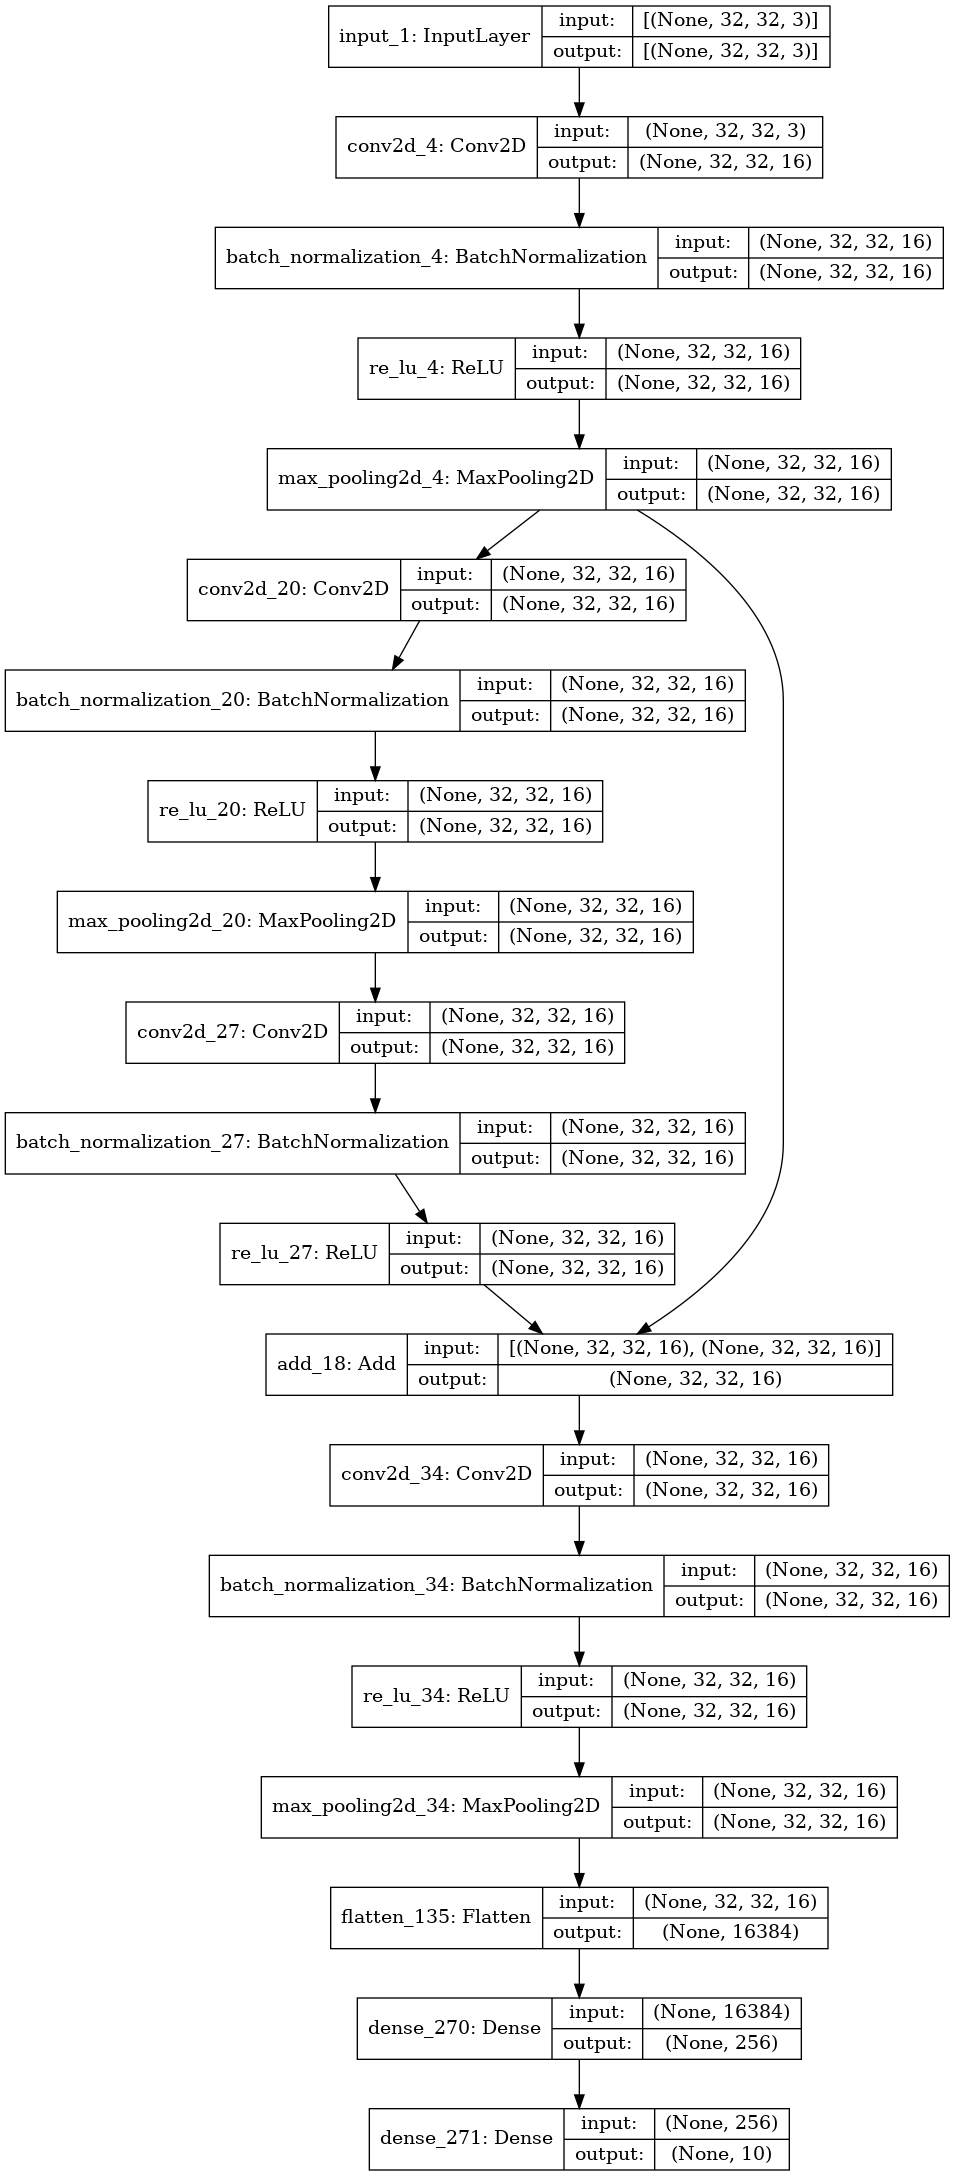 input_1: InputLayer
input: [(None, 32, 32, 3)]
output: [(None, 32, 32, 3)]
conv2d_4: Conv2D
input: (None, 32, 32, 3)
output: (None, 32, 32, 16)
batch_normalization_4: BatchNormalization
input: (None, 32, 32, 16)
output: (None, 32, 32, 16)
re_lu_4: ReLU
input: (None, 32, 32, 16)
output: (None, 32, 32, 16)
max_pooling2d_4: MaxPooling2D
input: (None, 32, 32, 16)
output: (None, 32, 32, 16)
conv2d_20: Conv2D
input: (None, 32, 32, 16)
output: (None, 32, 32, 16)
batch_normalization_20: BatchNormalization
input: (None, 32, 32, 16)
output: (None, 32, 32, 16)
re_lu_20: ReLU
input: (None, 32, 32, 16)
output: (None, 32, 32, 16)
max_pooling2d_20: MaxPooling2D
input: (None, 32, 32, 16)
output: (None, 32, 32, 16)
conv2d_27: Conv2D
input: (None, 32, 32, 16)
output: (None, 32, 32, 16)
batch_normalization_27: BatchNormalization
input: (None, 32, 32, 16)
output: (None, 32, 32, 16)
re_lu_27: ReLU
input: (None, 32, 32, 16)
output: (None, 32, 32, 16)
add_18: Add
input: [(None, 32, 32, 16), (None, 32, 32, 16)]
output: (None, 32, 32, 16)
conv2d_34: Conv2D
input: (None, 32, 32, 16)
output: (None, 32, 32, 16)
batch_normalization_34: BatchNormalization
input: (None, 32, 32, 16)
output: (None, 32, 32, 16)
re_lu_34: ReLU
input: (None, 32, 32, 16)
output: (None, 32, 32, 16)
max_pooling2d_34: MaxPooling2D
input: (None, 32, 32, 16)
output: (None, 32, 32, 16)
flatten_135: Flatten
input: (None, 32, 32, 16)
output: (None, 16384)
dense_270: Dense
input: (None, 16384)
output: (None, 256)
dense_271: Dense
input: (None, 256)
output: (None, 10)